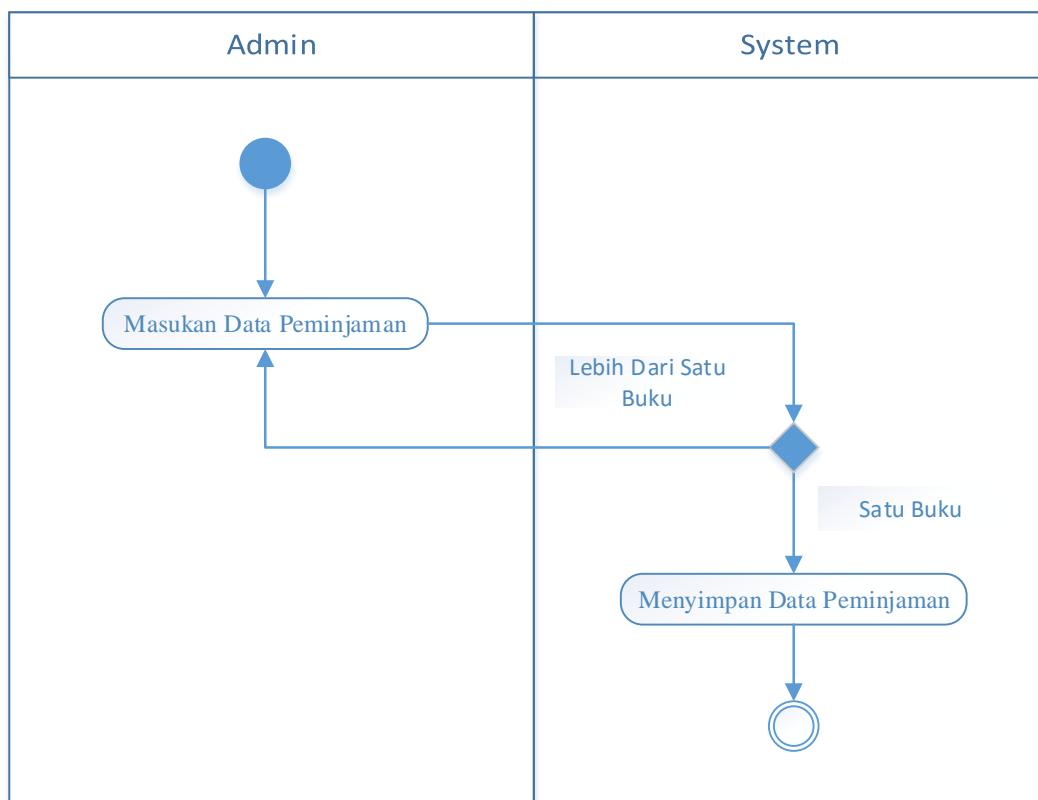 Admin
System
Masukan Data Peminjaman
Lebih Dari Satu
Buku
Satu Buku
Menyimpan Data Peminjaman